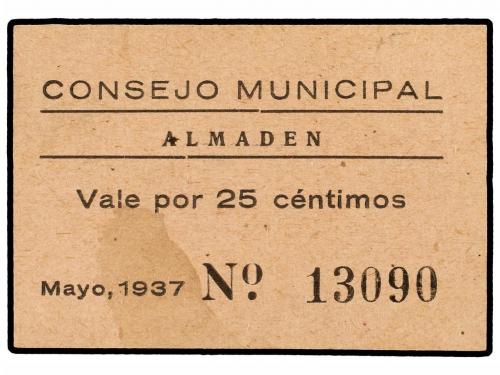 CONSEJO MUNICIPAL
ALMADEN
Vale por 25 céntimos
Mayo, 1937 Nº 13090